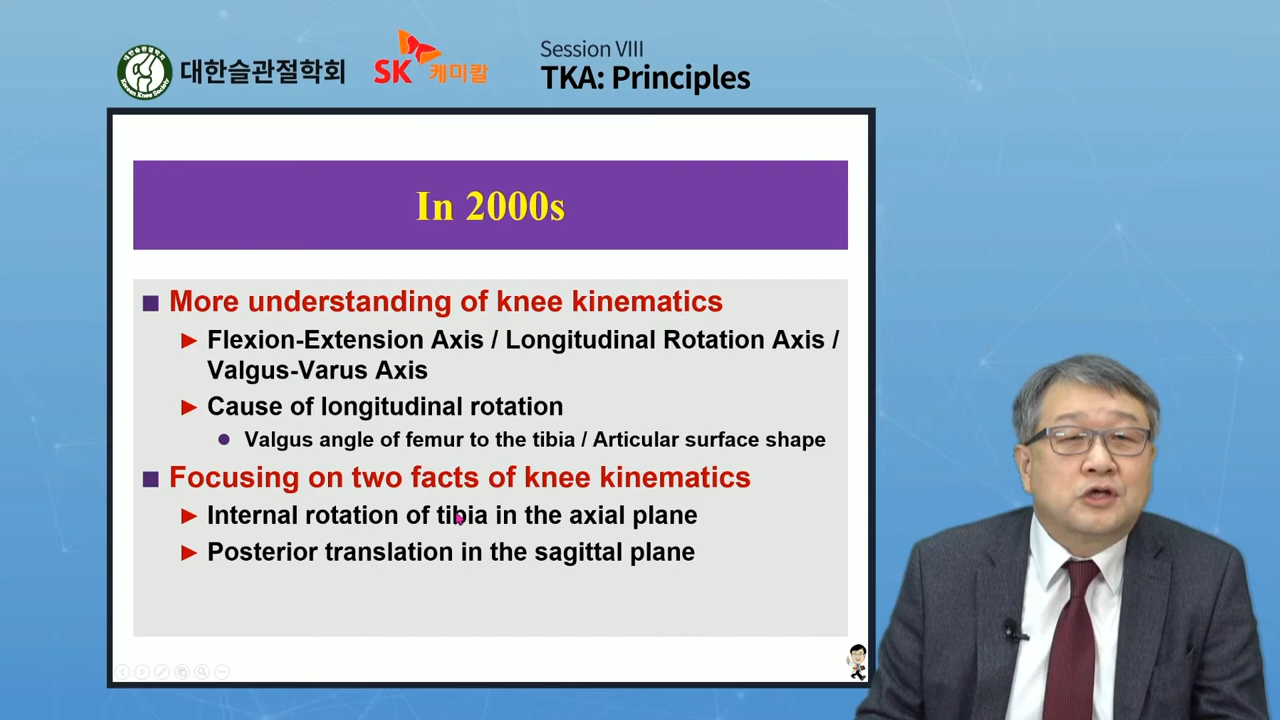 대한슬관절학회
SK 케미칼
Session VIII
TKA: Principles
In 2000s
More understanding of knee kinematics
Flexion-Extension Axis / Longitudinal Rotation Axis /
Valgus-Varus Axis
Cause of longitudinal rotation
Valgus angle of femur to the tibia / Articular surface shape
Focusing on two facts of knee kinematics
Internal rotation of tibia in the axial plane
Posterior translation in the sagittal plane